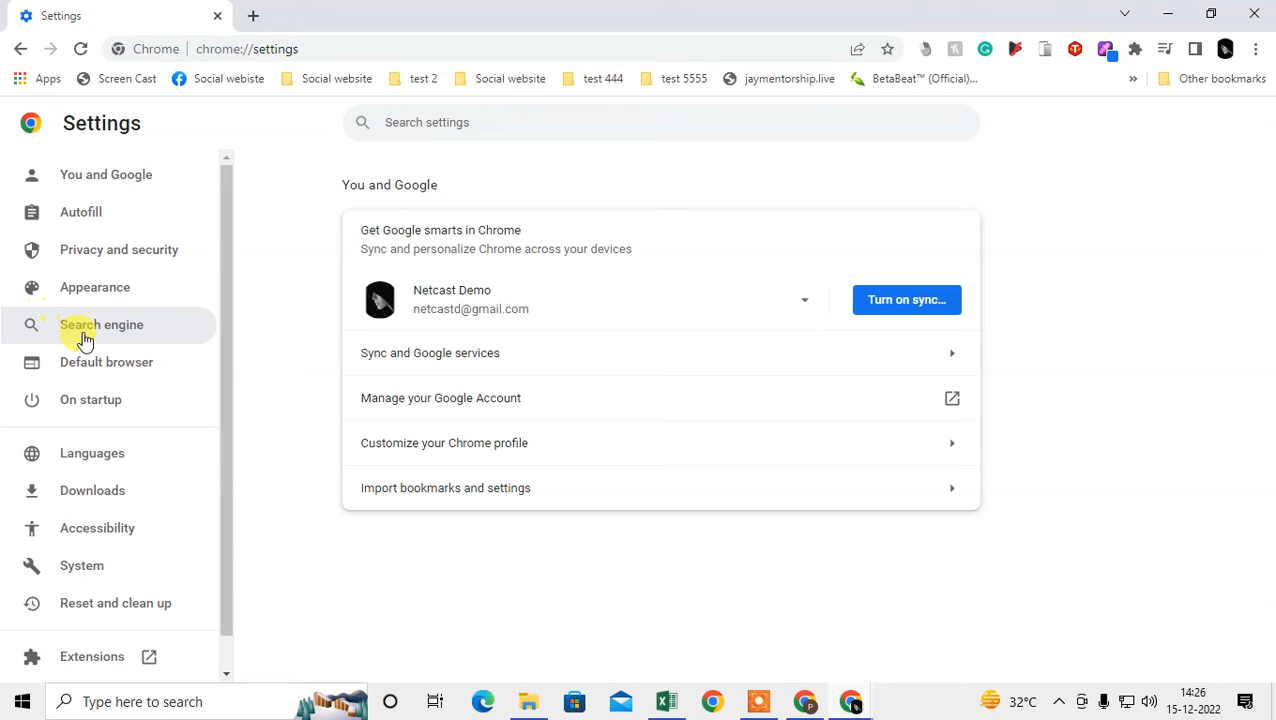 Settings
Chrome
chrome://settings
Apps
Screen Cast
Social webiste
Social website
test 2
Social website
test 444
test 5555
jaymentorship.live
BetaBeat™ (Official)...
»
Other bookmarks
Settings
Search settings
You and Google
Autofill
Privacy and security
Appearance
Search engine
Default browser
On startup
Languages
Downloads
Accessibility
System
Reset and clean up
Extensions
You and Google
Get Google smarts in Chrome
Sync and personalize Chrome across your devices
Netcast Demo
netcastd@gmail.com
Turn on sync...
Sync and Google services
Manage your Google Account
Customize your Chrome profile
Import bookmarks and settings
Type here to search
32°C
14:26
15-12-2022